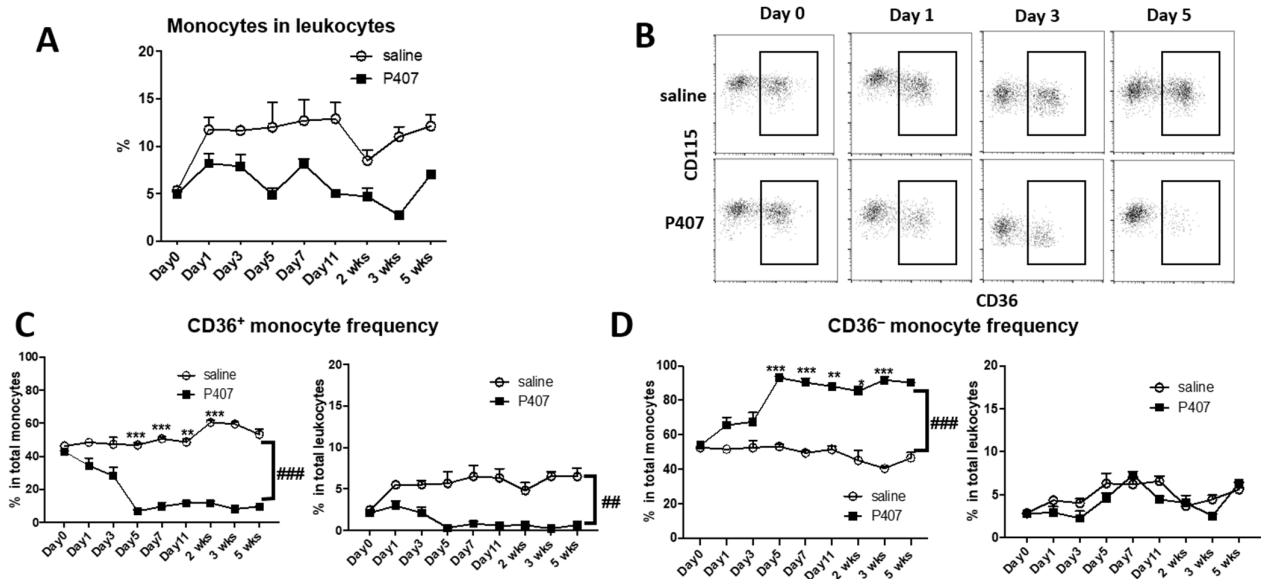 A
Monocytes in leukocytes
saline
P407
%
20
15
10
5
0
Day0
Day1
Day3
Day5
Day7
Day11
2 wks
3 wks
5 wks
B
Day 0
Day 1
Day 3
Day 5
saline
P407
CD115
CD36
C
CD36⁺ monocyte frequency
saline
P407
% in total monocytes
100
80
60
40
20
0
***
***
**
***
###
Day0
Day1
Day3
Day5
Day7
Day11
2 wks
3 wks
5 wks
saline
P407
% in total leukocytes
20
15
10
5
0
##
Day0
Day1
Day3
Day5
Day7
Day11
2 wks
3 wks
5 wks
D
CD36⁻ monocyte frequency
% in total monocytes
100
80
60
40
20
0
***
***
**
*
***
###
saline
P407
Day0
Day1
Day3
Day5
Day7
Day11
2 wks
3 wks
5 wks
saline
P407
% in total leukocytes
20
15
10
5
0
Day0
Day1
Day3
Day5
Day7
Day11
2 wks
3 wks
5 wks